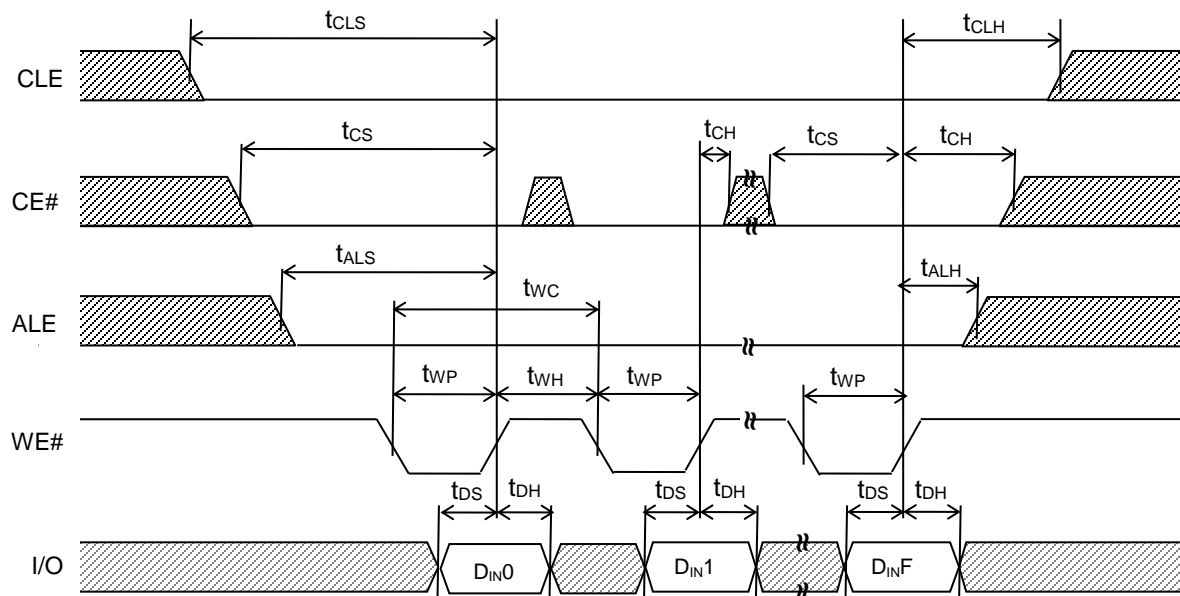 tCLS
tCLH
CLE
tCS
tCH
tCS
tCH
CE#
tALS
tWC
tALH
ALE
tWP
tWH
tWP
tWP
WE#
tDS
tDH
tDS
tDH
tDS
tDH
I/O
DIN0
DIN1
DINF